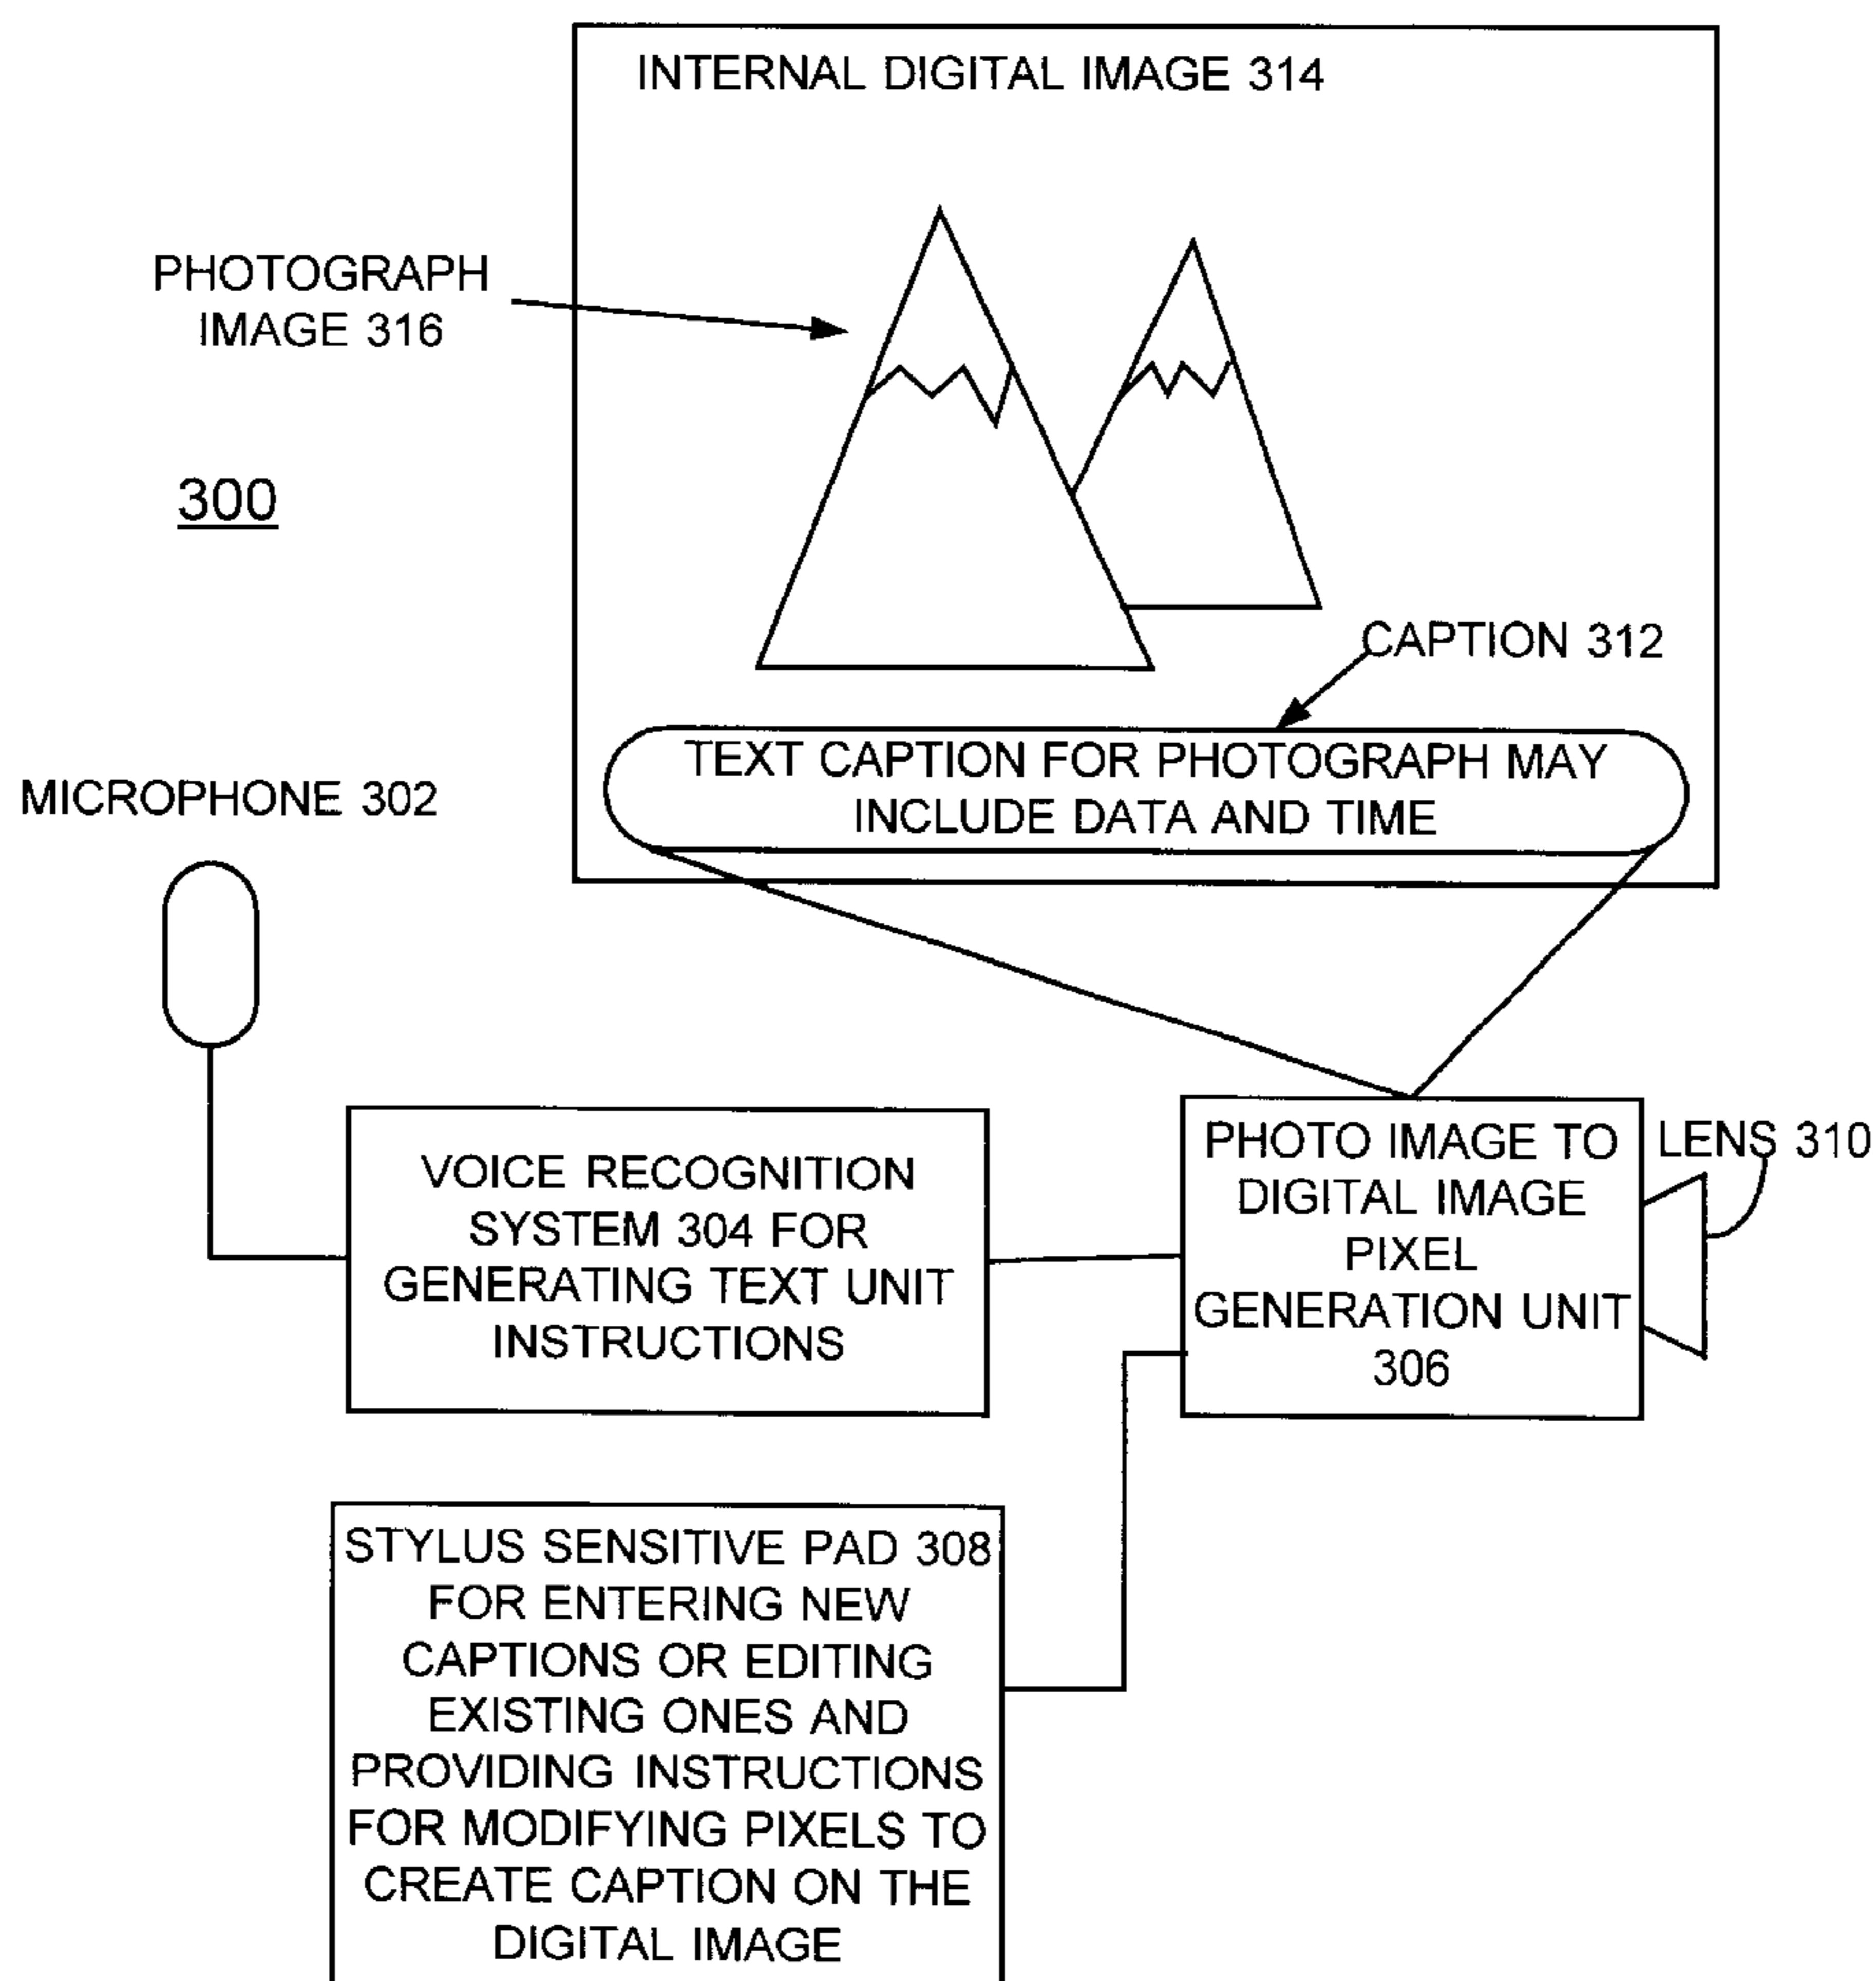 INTERNAL DIGITAL IMAGE 314
PHOTOGRAPH
IMAGE 316
300
CAPTION 312
TEXT CAPTION FOR PHOTOGRAPH MAY
INCLUDE DATA AND TIME
MICROPHONE 302
VOICE RECOGNITION
SYSTEM 304 FOR
GENERATING TEXT UNIT
INSTRUCTIONS
PHOTO IMAGE TO
DIGITAL IMAGE
PIXEL
GENERATION UNIT
306
LENS 310
STYLUS SENSITIVE PAD 308
FOR ENTERING NEW
CAPTIONS OR EDITING
EXISTING ONES AND
PROVIDING INSTRUCTIONS
FOR MODIFYING PIXELS TO
CREATE CAPTION ON THE
DIGITAL IMAGE